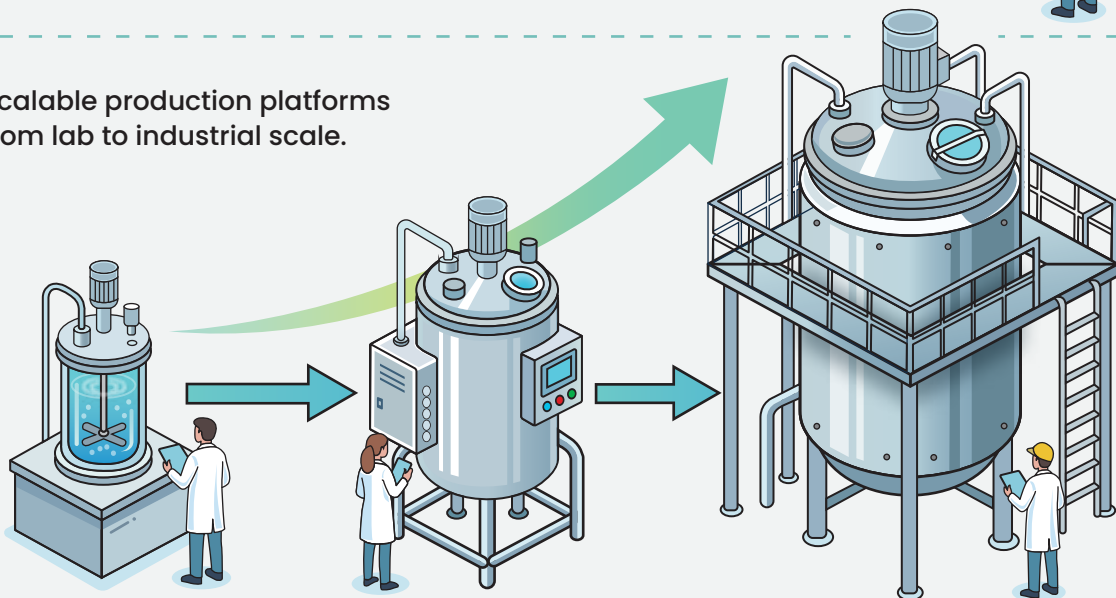 calable production platforms
om lab to industrial scale.